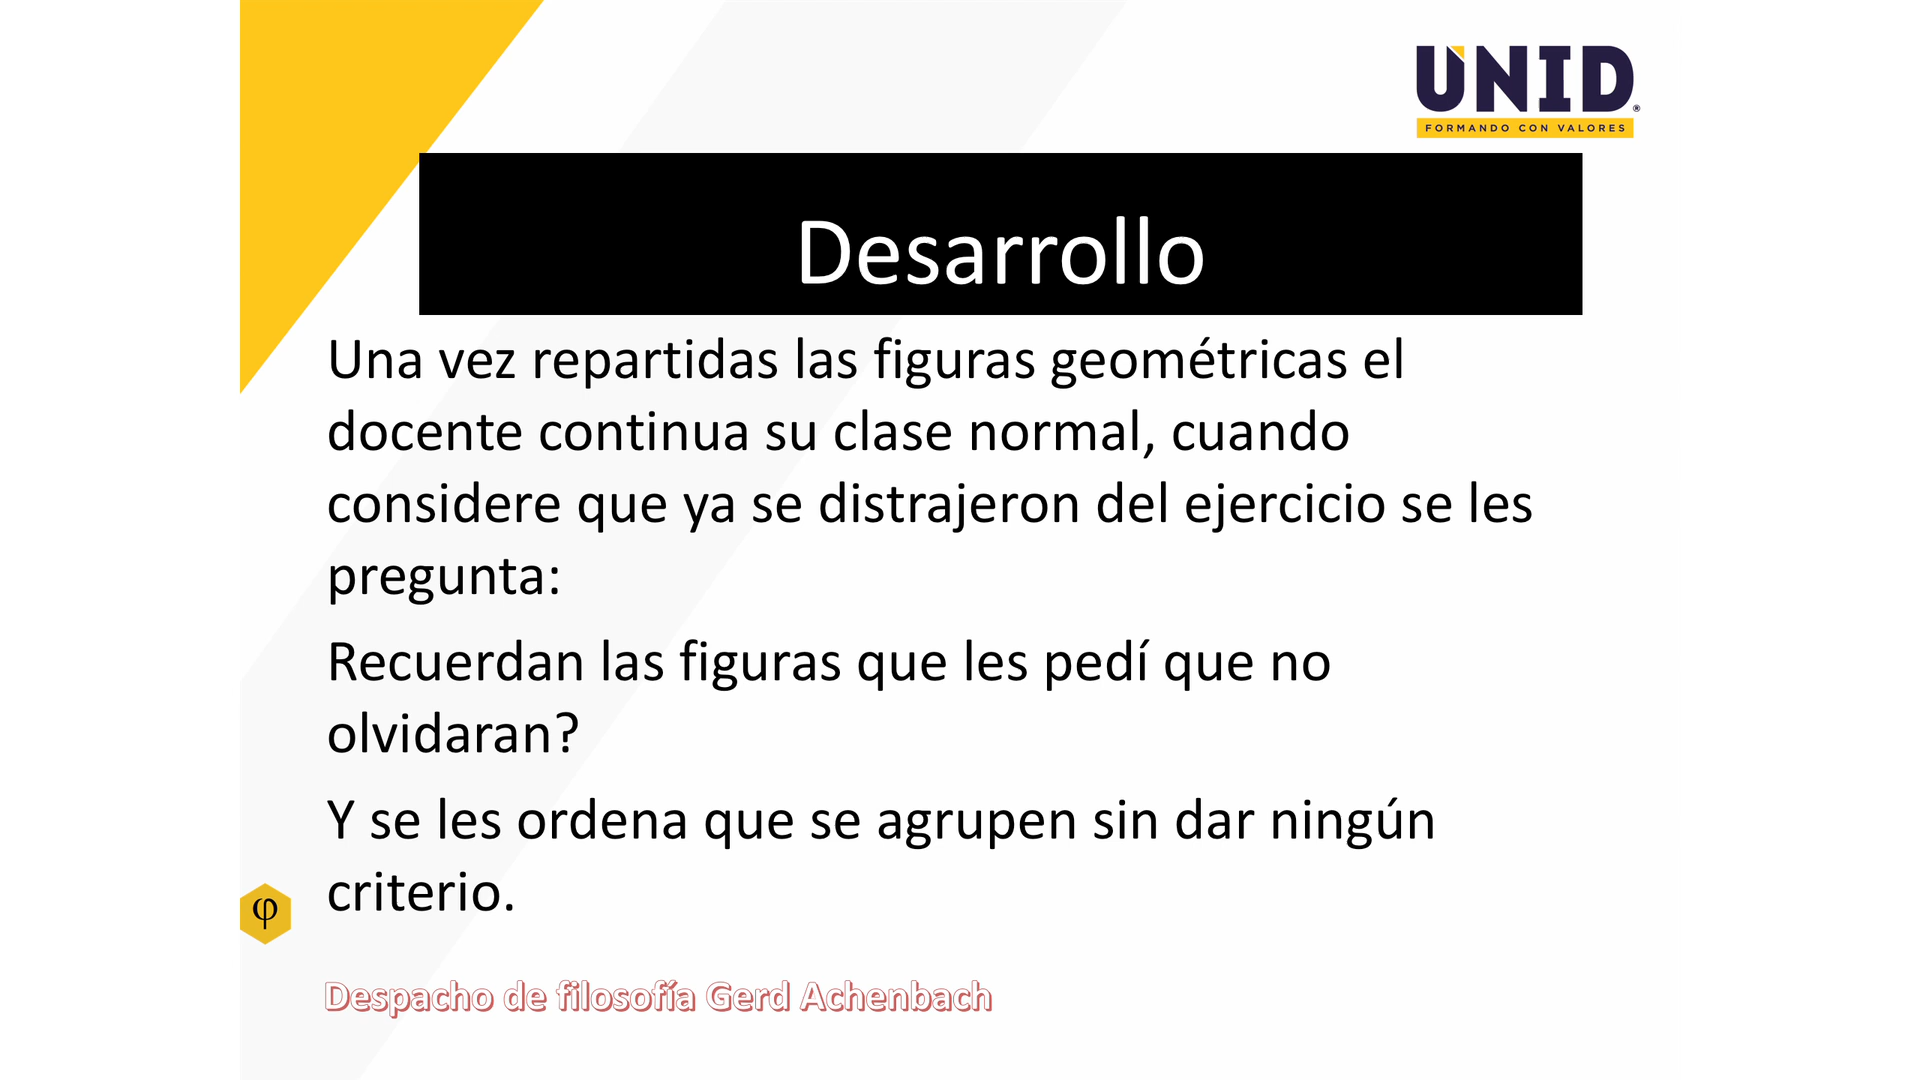 UNID®
FORMANDO CON VALORES
Desarrollo
Una vez repartidas las figuras geométricas el
docente continua su clase normal, cuando
considere que ya se distrajeron del ejercicio se les
pregunta:
Recuerdan las figuras que les pedí que no
olvidaran?
Y se les ordena que se agrupen sin dar ningún
criterio.
φ
Despacho de filosofía Gerd Achenbach